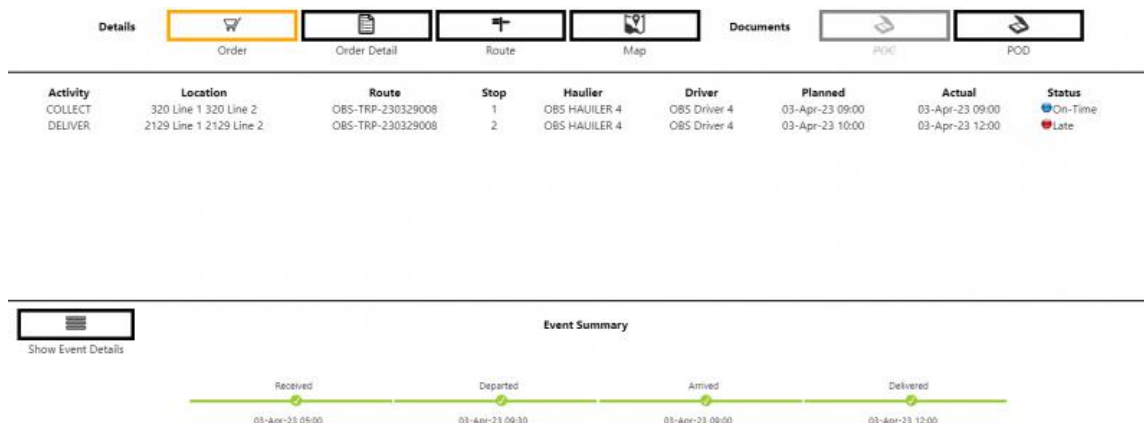 Details Documents
Order Order Detail Route Map POC POD
Activity Location Route Stop Haulier Driver Planned Actual Status
COLLECT 320 Line 1 320 Line 2 OBS-TRP-230329008 1 OBS HAUILER 4 OBS Driver 4 03-Apr-23 09:00 03-Apr-23 09:00 On-Time
DELIVER 2129 Line 1 2129 Line 2 OBS-TRP-230329008 2 OBS HAUILER 4 OBS Driver 4 03-Apr-23 10:00 03-Apr-23 12:00 Late
Event Summary
Show Event Details
Received Departed Arrived Delivered
03-Apr-23 05:00 03-Apr-23 09:30 03-Apr-23 09:00 03-Apr-23 12:00